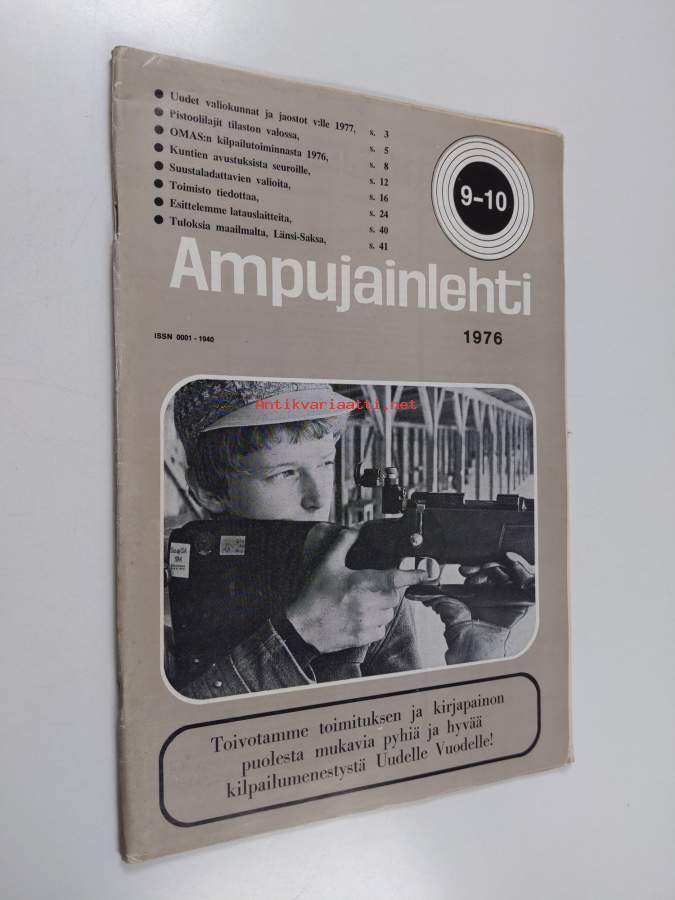 ● Uudet valiokunnat ja jaostot v:lle 1977, s. 3
● Pistoolilajit tilaston valossa, s. 5
● OMAS:n kilpailutoiminnasta 1976, s. 8
● Kuntien avustuksista seuroille, s. 12
● Suustaladattavien valioita, s. 16
● Toimisto tiedottaa, s. 24
● Esittelemme latauslaitteita, s. 40
● Tuloksia maailmalta, Länsi-Saksa, s. 41
9-10
Ampujainlehti
ISSN 0001 - 1940
1976
Antikvariaatti.net
Toivotamme toimituksen ja kirjapainon
puolesta mukavia pyhiä ja hyvää
kilpailumenestystä Uudelle Vuodelle!